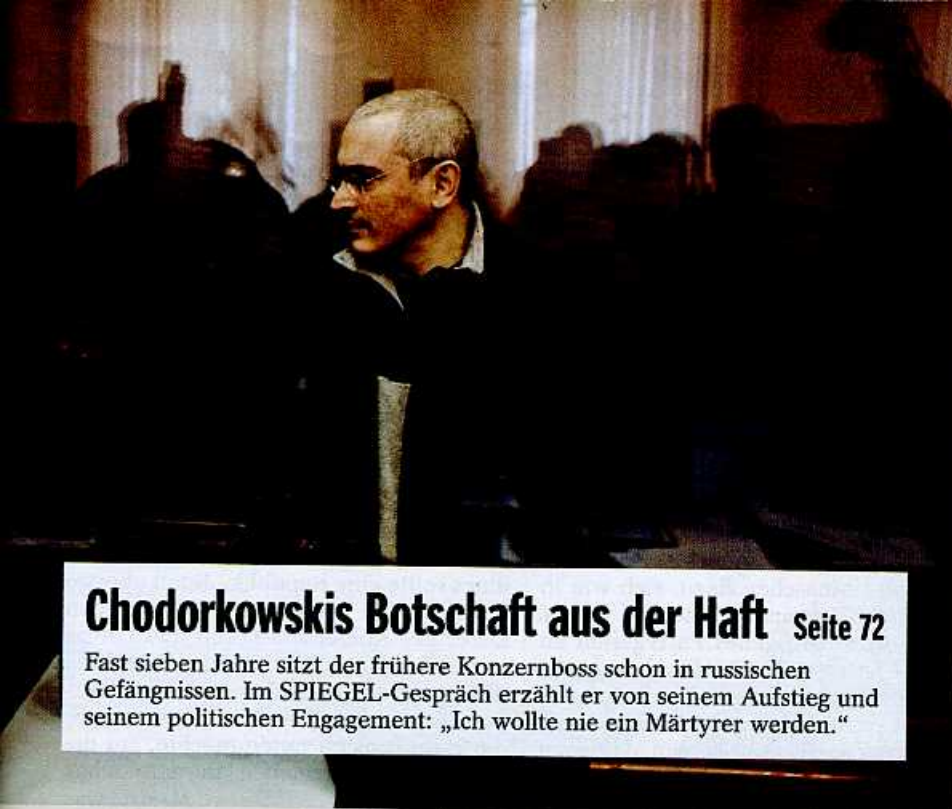 Chodorkowskis Botschaft aus der Haft Seite 72
Fast sieben Jahre sitzt der frühere Konzernboss schon in russischen
Gefängnissen. Im SPIEGEL-Gespräch erzählt er von seinem Aufstieg und
seinem politischen Engagement: „Ich wollte nie ein Märtyrer werden.“